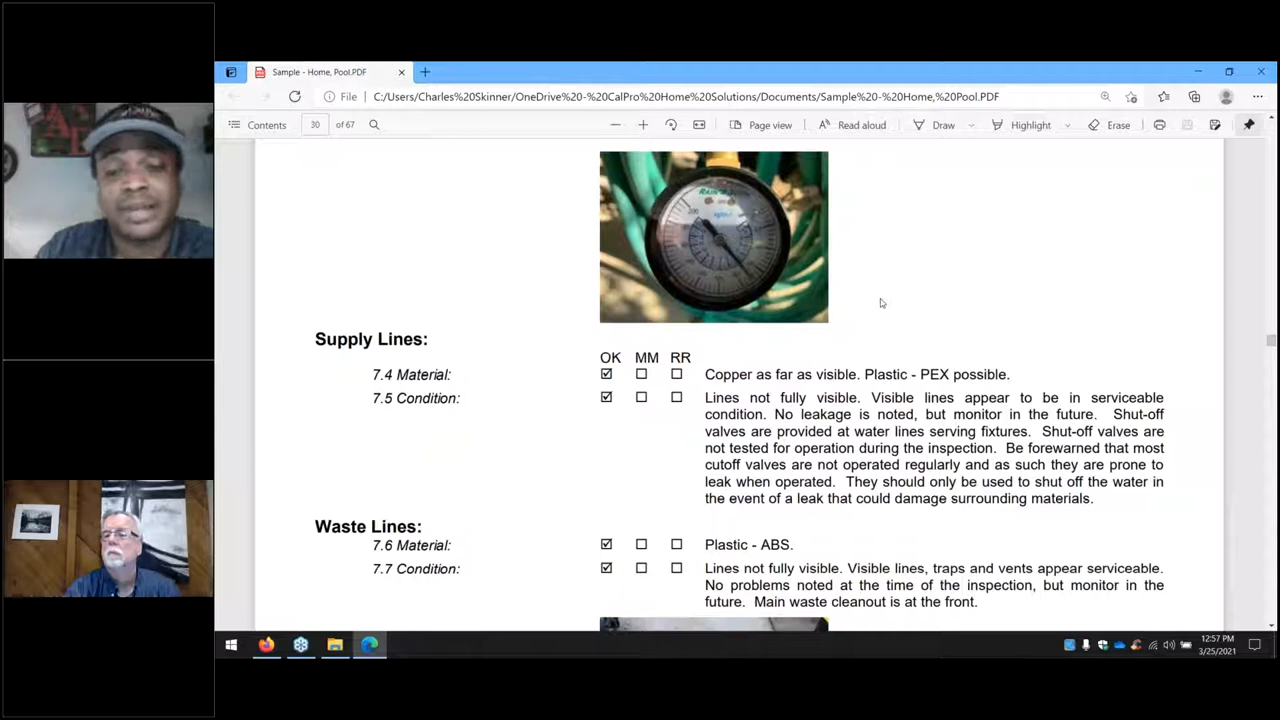 Sample - Home, Pool.PDF
File
C:/Users/Charles%20Skinner/OneDrive%20-%20CalPro%20Home%20Solutions/Documents/Sample%20-%20Home,%20Pool.PDF
Contents 30 of 67 Page view Read aloud Draw Highlight Erase
200
Supply Lines:
OK MM RR
7.4 Material: Copper as far as visible. Plastic - PEX possible.
7.5 Condition: Lines not fully visible. Visible lines appear to be in serviceable
condition. No leakage is noted, but monitor in the future. Shut-off
valves are provided at water lines serving fixtures. Shut-off valves are
not tested for operation during the inspection. Be forewarned that most
cutoff valves are not operated regularly and as such they are prone to
leak when operated. They should only be used to shut off the water in
the event of a leak that could damage surrounding materials.
Waste Lines:
7.6 Material: Plastic - ABS.
7.7 Condition: Lines not fully visible. Visible lines, traps and vents appear serviceable.
No problems noted at the time of the inspection, but monitor in the
future. Main waste cleanout is at the front.
12:57 PM
3/25/2021